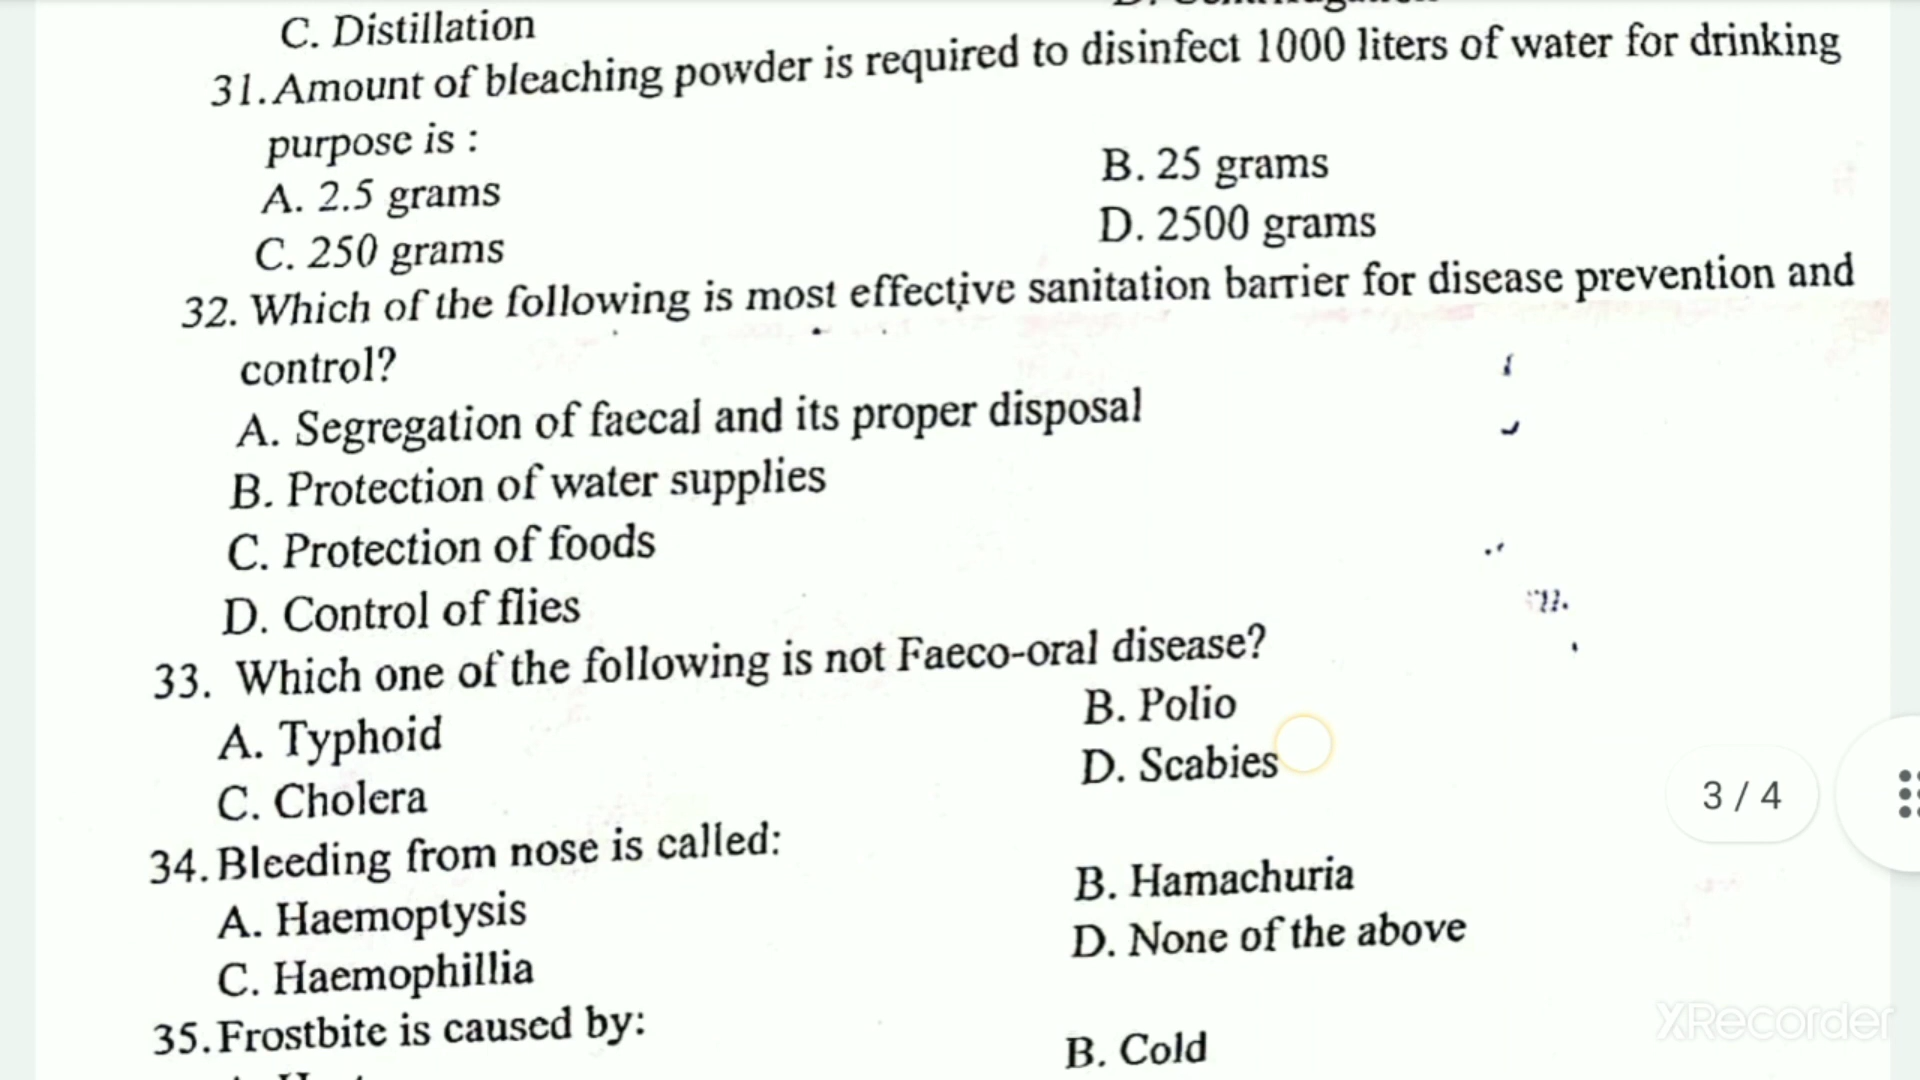 C. Distillation
31. Amount of bleaching powder is required to disinfect 1000 liters of water for drinking
purpose is :
A. 2.5 grams
B. 25 grams
C. 250 grams
D. 2500 grams
32. Which of the following is most effective sanitation barrier for disease prevention and
control?
A. Segregation of faecal and its proper disposal
B. Protection of water supplies
C. Protection of foods
D. Control of flies
33. Which one of the following is not Faeco-oral disease?
A. Typhoid
B. Polio
C. Cholera
D. Scabies
3 / 4
34. Bleeding from nose is called:
A. Haemoptysis
B. Hamachuria
C. Haemophillia
D. None of the above
35. Frostbite is caused by:
B. Cold
XRecorder